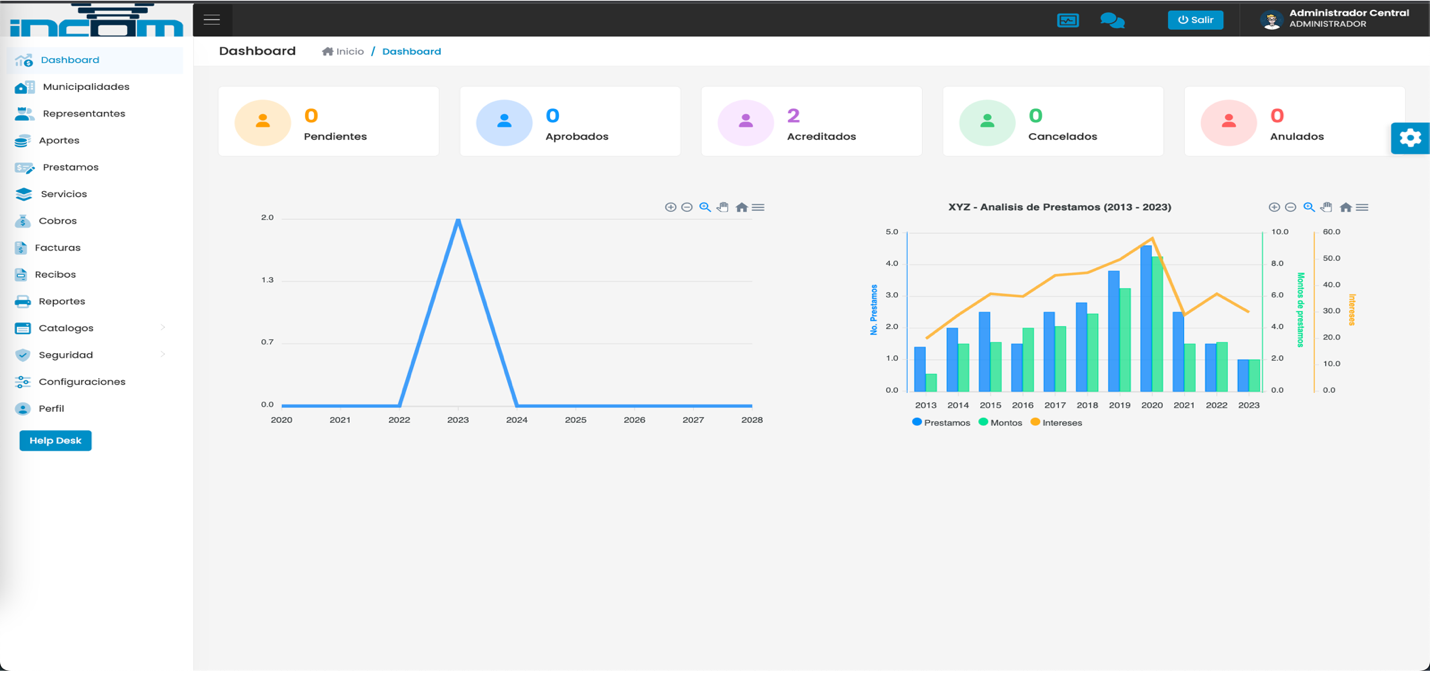 incom
Salir
Administrador Central
ADMINISTRADOR
Dashboard
Municipalidades
Representantes
Aportes
Prestamos
Servicios
Cobros
Facturas
Recibos
Reportes
Catalogos
Seguridad
Configuraciones
Perfil
Help Desk
Dashboard Inicio / Dashboard
0
Pendientes
0
Aprobados
2
Acreditados
0
Cancelados
0
Anulados
2.0
1.3
0.7
0.0
2020 2021 2022 2023 2024 2025 2026 2027 2028
XYZ - Analisis de Prestamos (2013 - 2023)
No. Prestamos
5.0
4.0
3.0
2.0
1.0
0.0
10.0
8.0
6.0
4.0
2.0
0.0
Montos de prestamos
60.0
50.0
40.0
30.0
20.0
10.0
0.0
Intereses
2013 2014 2015 2016 2017 2018 2019 2020 2021 2022 2023
Prestamos Montos Intereses